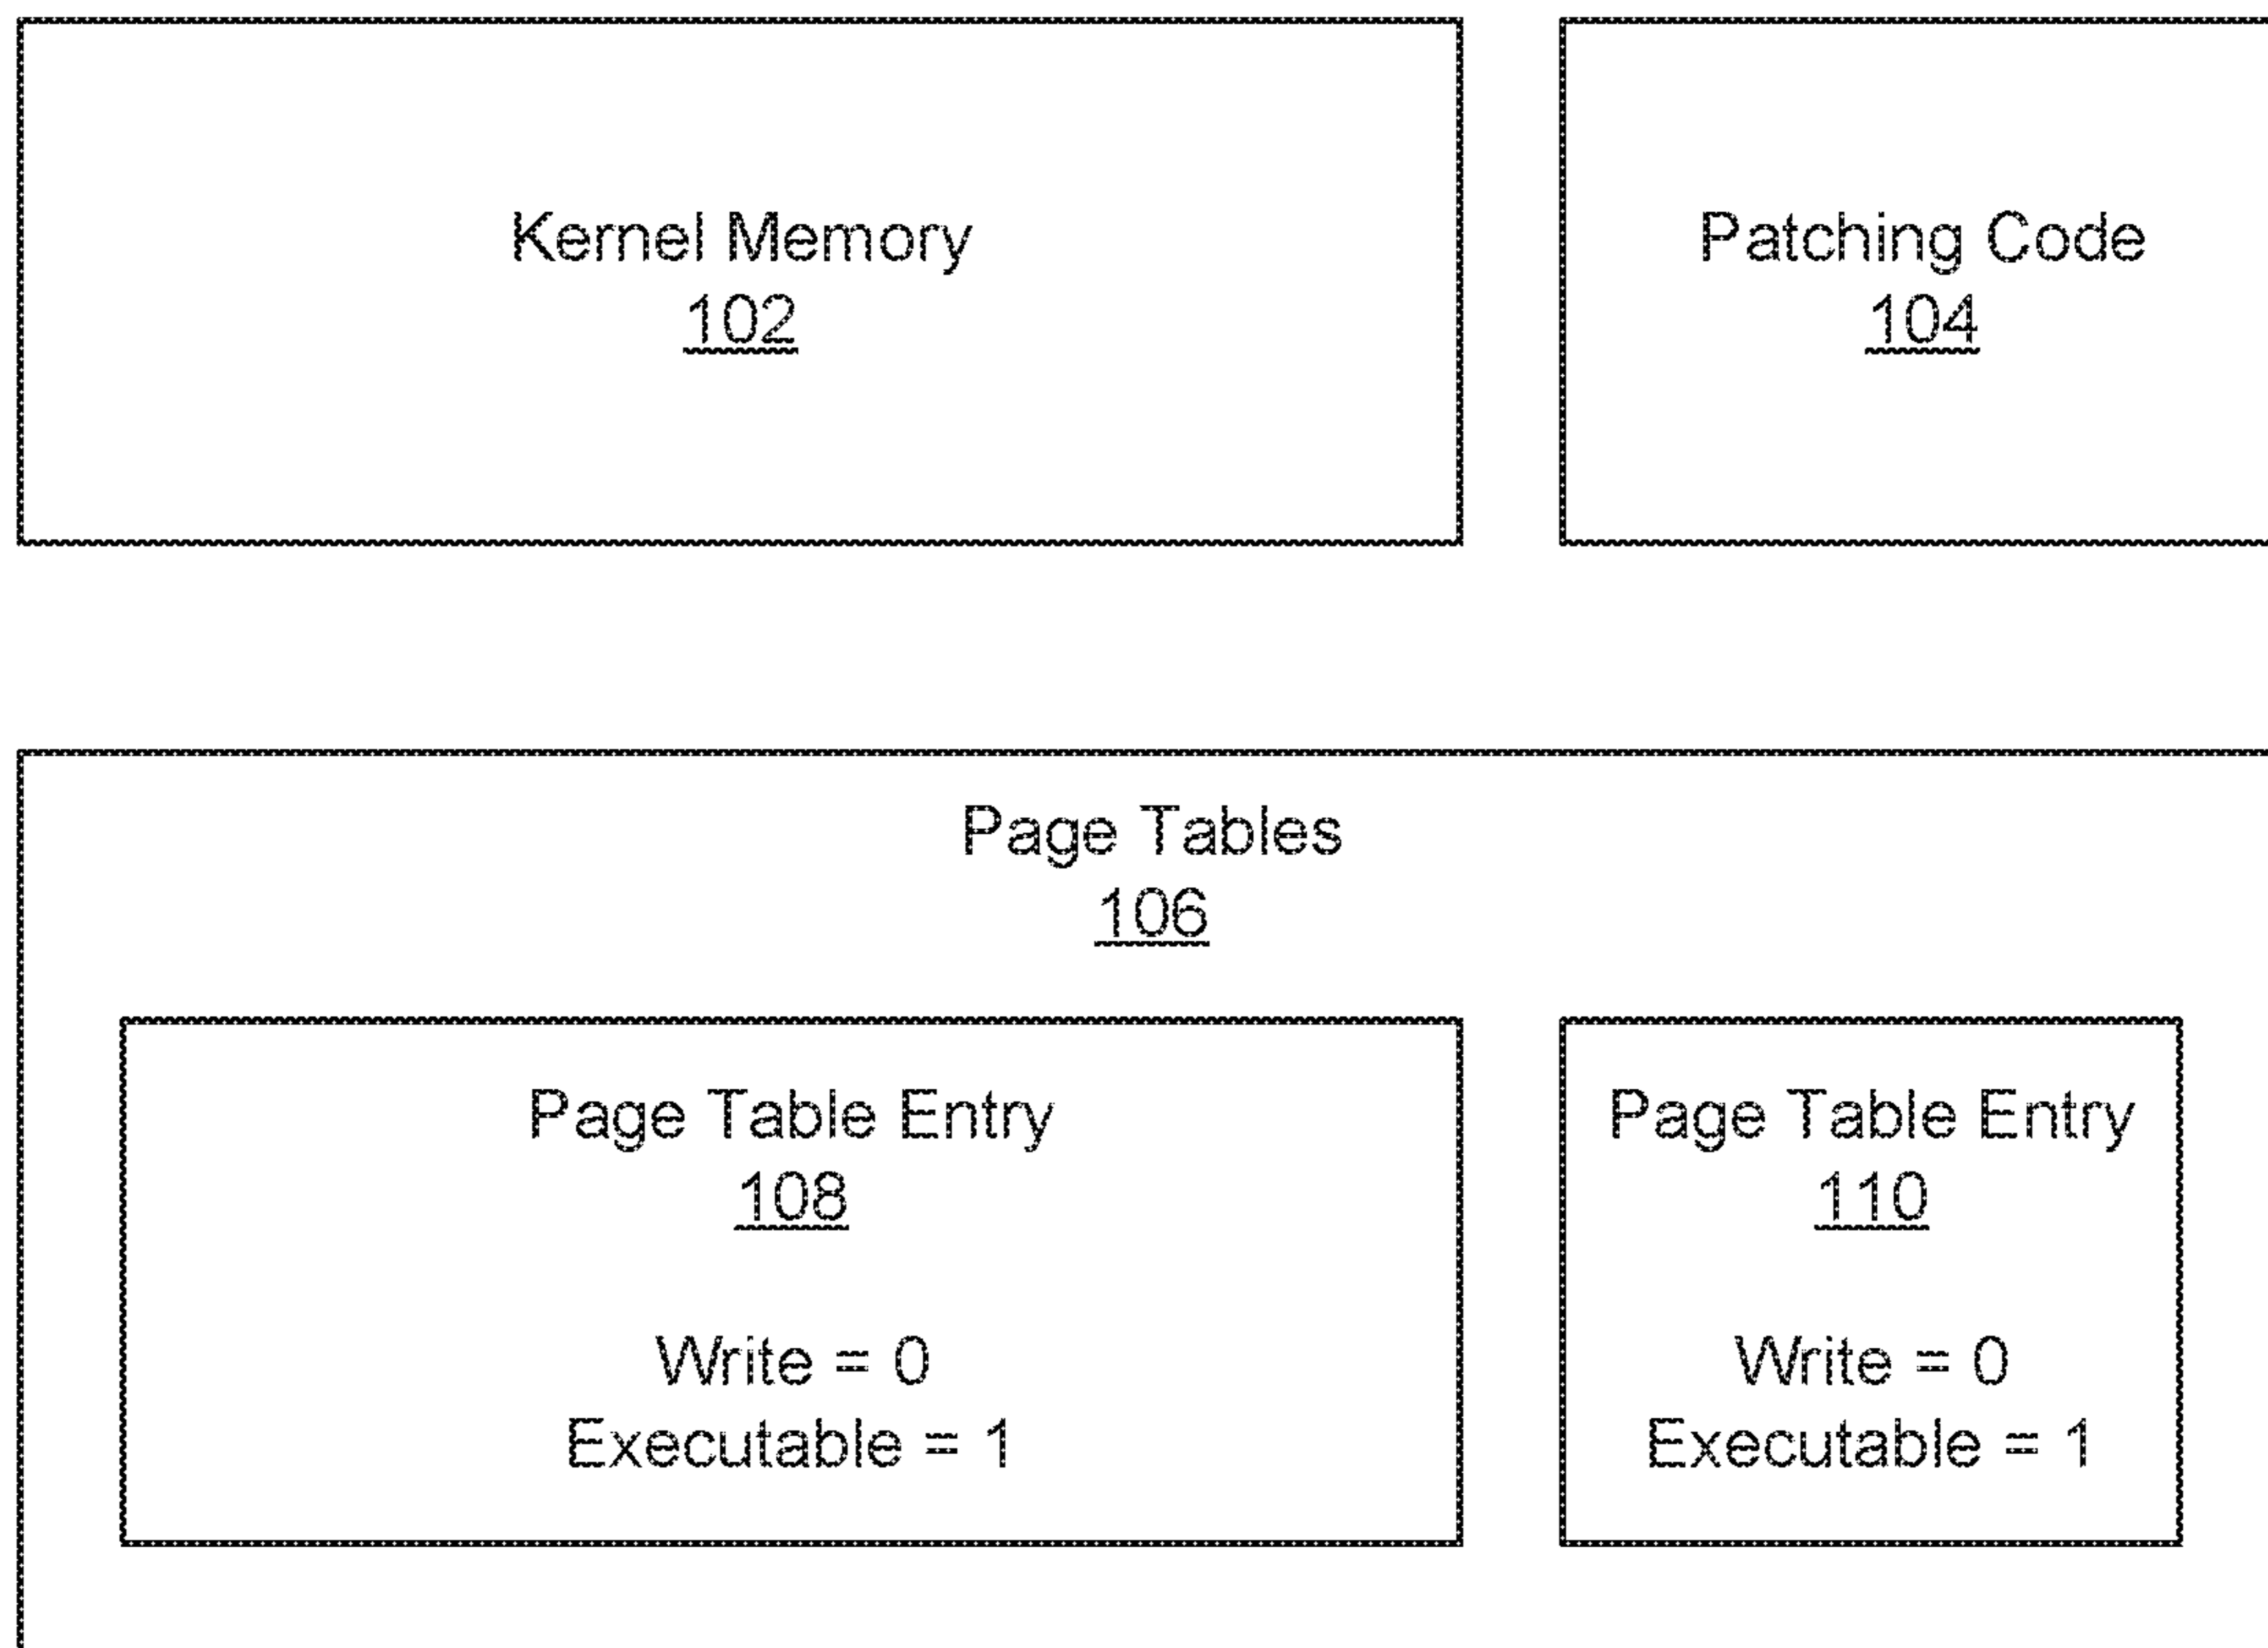 Kernel Memory
102
Patching Code
104
Page Tables
106
Page Table Entry
108
Write = 0
Executable = 1
Page Table Entry
110
Write = 0
Executable = 1